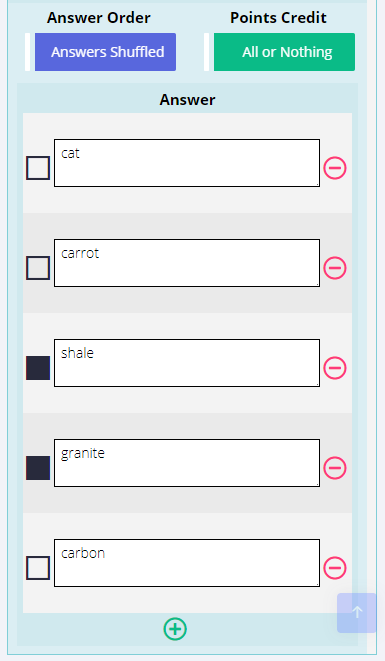 Answer Order Points Credit
Answers Shuffled All or Nothing
Answer
cat
carrot
shale
granite
carbon